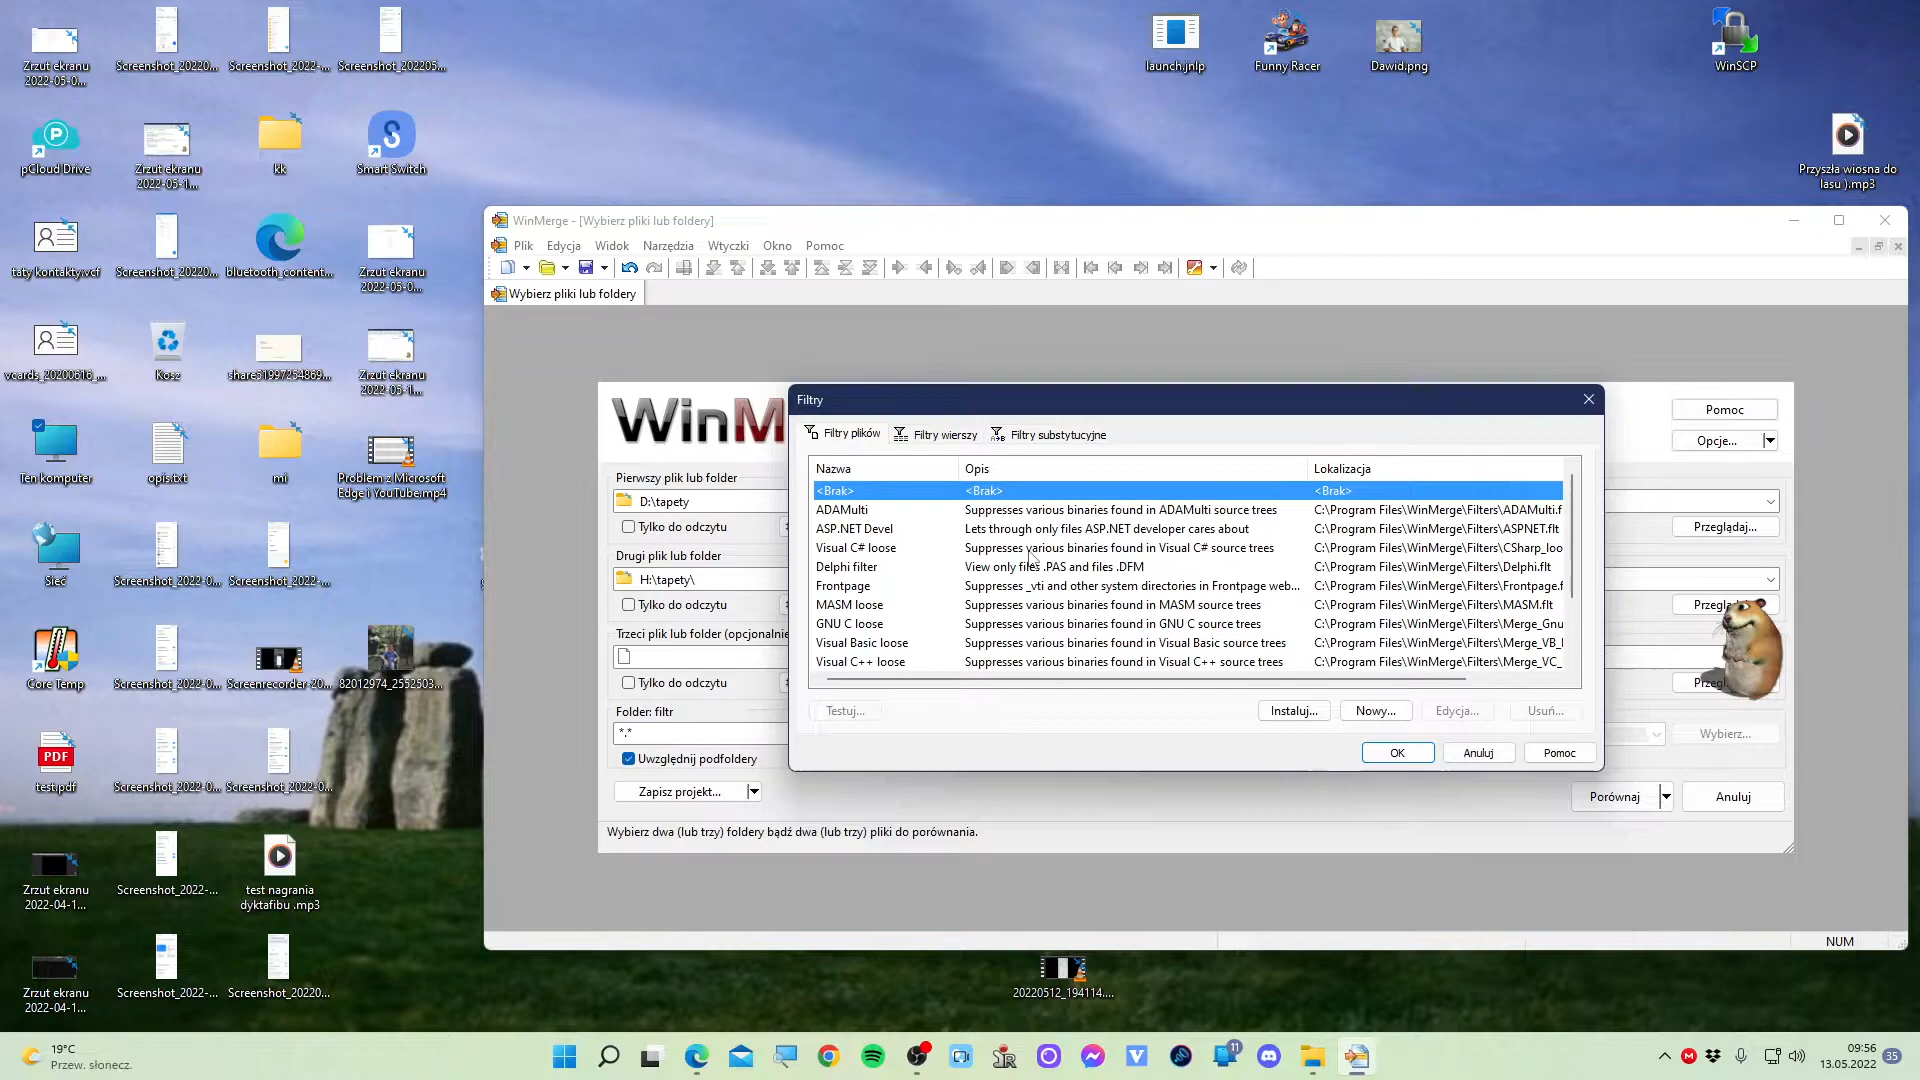 Zrzut ekranu
2022-05-0...
Screenshot_20220...
Screenshot_2022-...
Screenshot_202205...
launch.jnlp
Funny Racer
Dawid.png
WinSCP
pCloud Drive
Zrzut ekranu
2022-05-1...
kk
Smart Switch
Przyszła wiosna do
lasu ).mp3
taty kontakty.vcf
Screenshot_20220...
bluetooth_content...
Zrzut ekranu
2022-05-0...
vcards_20200616_...
Kosz
share51997254869...
Zrzut ekranu
2022-05-1...
Ten komputer
opis.txt
mi
Problem z Microsoft
Edge i YouTube.mp4
Sieć
Screenshot_2022-0...
Screenshot_2022-0...
Core Temp
Screenshot_2022-0...
Screenrecorder-20...
82012974_2552503...
PDF
test.pdf
Screenshot_2022-0...
Screenshot_2022-0...
Zrzut ekranu
2022-04-1...
Screenshot_2022-...
test nagrania
dyktafibu .mp3
Zrzut ekranu
2022-04-1...
Screenshot_2022-...
Screenshot_20220...
20220512_194114....
WinMerge - [Wybierz pliki lub foldery]
Plik Edycja Widok Narzędzia Wtyczki Okno Pomoc
Wybierz pliki lub foldery
WinM
Pomoc
Opcje...
Pierwszy plik lub folder
D:\tapety
Tylko do odczytu
Przeglądaj...
Drugi plik lub folder
H:\tapety\
Tylko do odczytu
Trzeci plik lub folder (opcjonalnie
Tylko do odczytu
Folder: filtr
*.*
Wybierz...
Uwzględnij podfoldery
Zapisz projekt...
Porównaj
Anuluj
Wybierz dwa (lub trzy) foldery bądź dwa (lub trzy) pliki do porównania.
NUM
Filtry
Filtry plików Filtry wierszy Filtry substytucyjne
Nazwa Opis Lokalizacja
<Brak> <Brak> <Brak>
ADAMulti Suppresses various binaries found in ADAMulti source trees C:\Program Files\WinMerge\Filters\ADAMulti.f
ASP.NET Devel Lets through only files ASP.NET developer cares about C:\Program Files\WinMerge\Filters\ASPNET.flt
Visual C# loose Suppresses various binaries found in Visual C# source trees C:\Program Files\WinMerge\Filters\CSharp_loo
Delphi filter View only files .PAS and files .DFM C:\Program Files\WinMerge\Filters\Delphi.flt
Frontpage Suppresses _vti and other system directories in Frontpage web... C:\Program Files\WinMerge\Filters\Frontpage.f
MASM loose Suppresses various binaries found in MASM source trees C:\Program Files\WinMerge\Filters\MASM.flt
GNU C loose Suppresses various binaries found in GNU C source trees C:\Program Files\WinMerge\Filters\Merge_Gnu
Visual Basic loose Suppresses various binaries found in Visual Basic source trees C:\Program Files\WinMerge\Filters\Merge_VB_l
Visual C++ loose Suppresses various binaries found in Visual C++ source trees C:\Program Files\WinMerge\Filters\Merge_VC_
Testuj... Instaluj... Nowy... Edycja... Usuń...
OK Anuluj Pomoc
19°C
Przew. słonecz.
11
09:56
13.05.2022
35